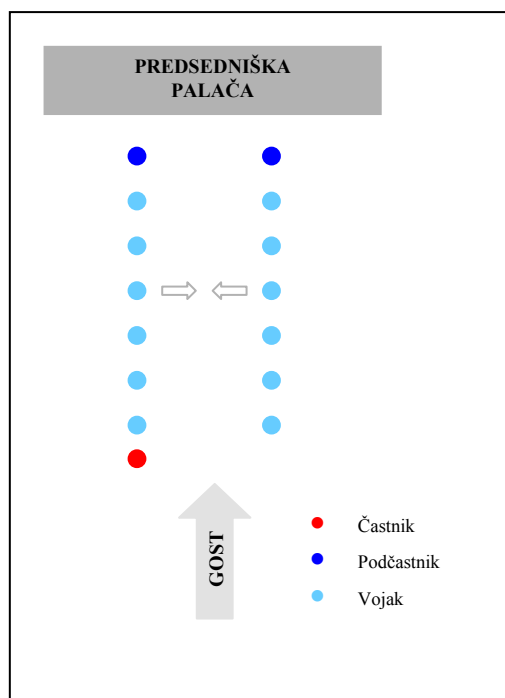 PREDSEDNIŠKA
PALAČA
GOST
Častnik
Podčastnik
Vojak